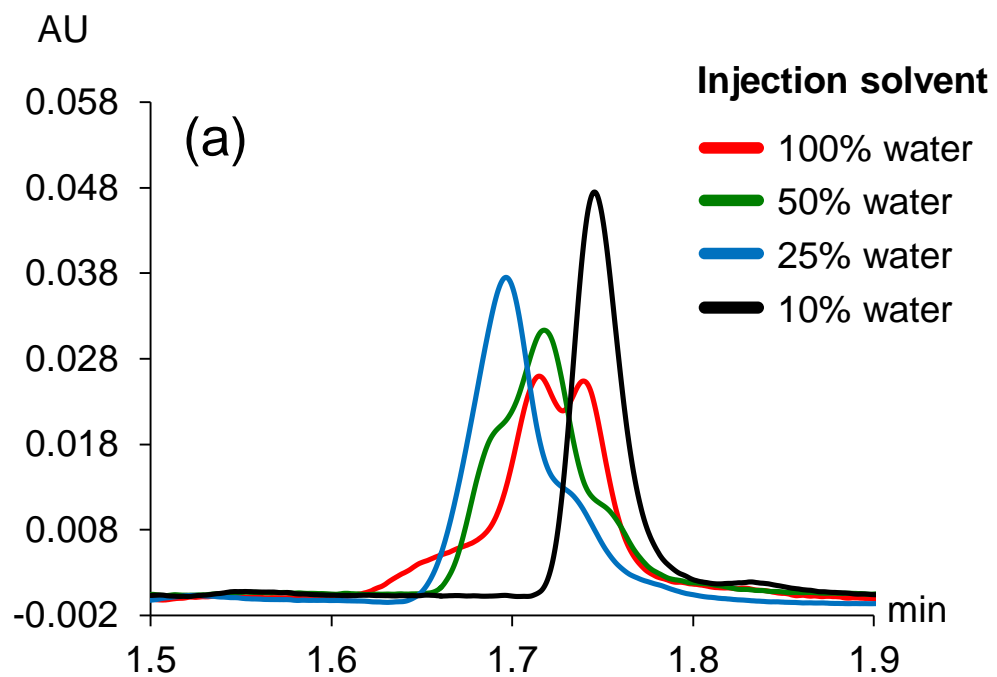 AU
(a)
Injection solvent
100% water
50% water
25% water
10% water
0.058
0.048
0.038
0.028
0.018
0.008
-0.002
1.5 1.6 1.7 1.8 1.9
min